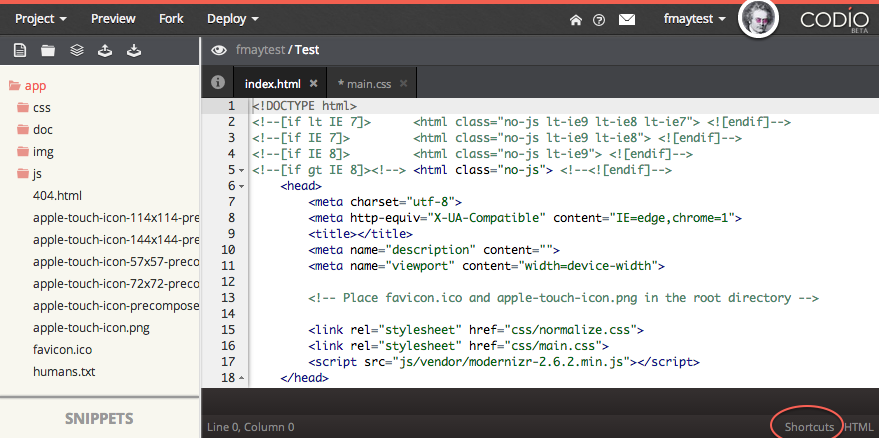 Project Preview Fork Deploy fmaytest CODIO
BETA
fmaytest / Test
app
css
doc
img
js
404.html
apple-touch-icon-114x114-pre
apple-touch-icon-144x144-pre
apple-touch-icon-57x57-preco
apple-touch-icon-72x72-preco
apple-touch-icon-precompose
apple-touch-icon.png
favicon.ico
humans.txt
SNIPPETS
index.html × * main.css ×
1 <!DOCTYPE html>
2 <!--[if lt IE 7]> <html class="no-js lt-ie9 lt-ie8 lt-ie7"> <![endif]-->
3 <!--[if IE 7]> <html class="no-js lt-ie9 lt-ie8"> <![endif]-->
4 <!--[if IE 8]> <html class="no-js lt-ie9"> <![endif]-->
5 <!--[if gt IE 8]><!--> <html class="no-js"> <!--<![endif]-->
6 <head>
7 <meta charset="utf-8">
8 <meta http-equiv="X-UA-Compatible" content="IE=edge,chrome=1">
9 <title></title>
10 <meta name="description" content="">
11 <meta name="viewport" content="width=device-width">
12
13 <!-- Place favicon.ico and apple-touch-icon.png in the root directory -->
14
15 <link rel="stylesheet" href="css/normalize.css">
16 <link rel="stylesheet" href="css/main.css">
17 <script src="js/vendor/modernizr-2.6.2.min.js"></script>
18 </head>
Line 0, Column 0 Shortcuts HTML